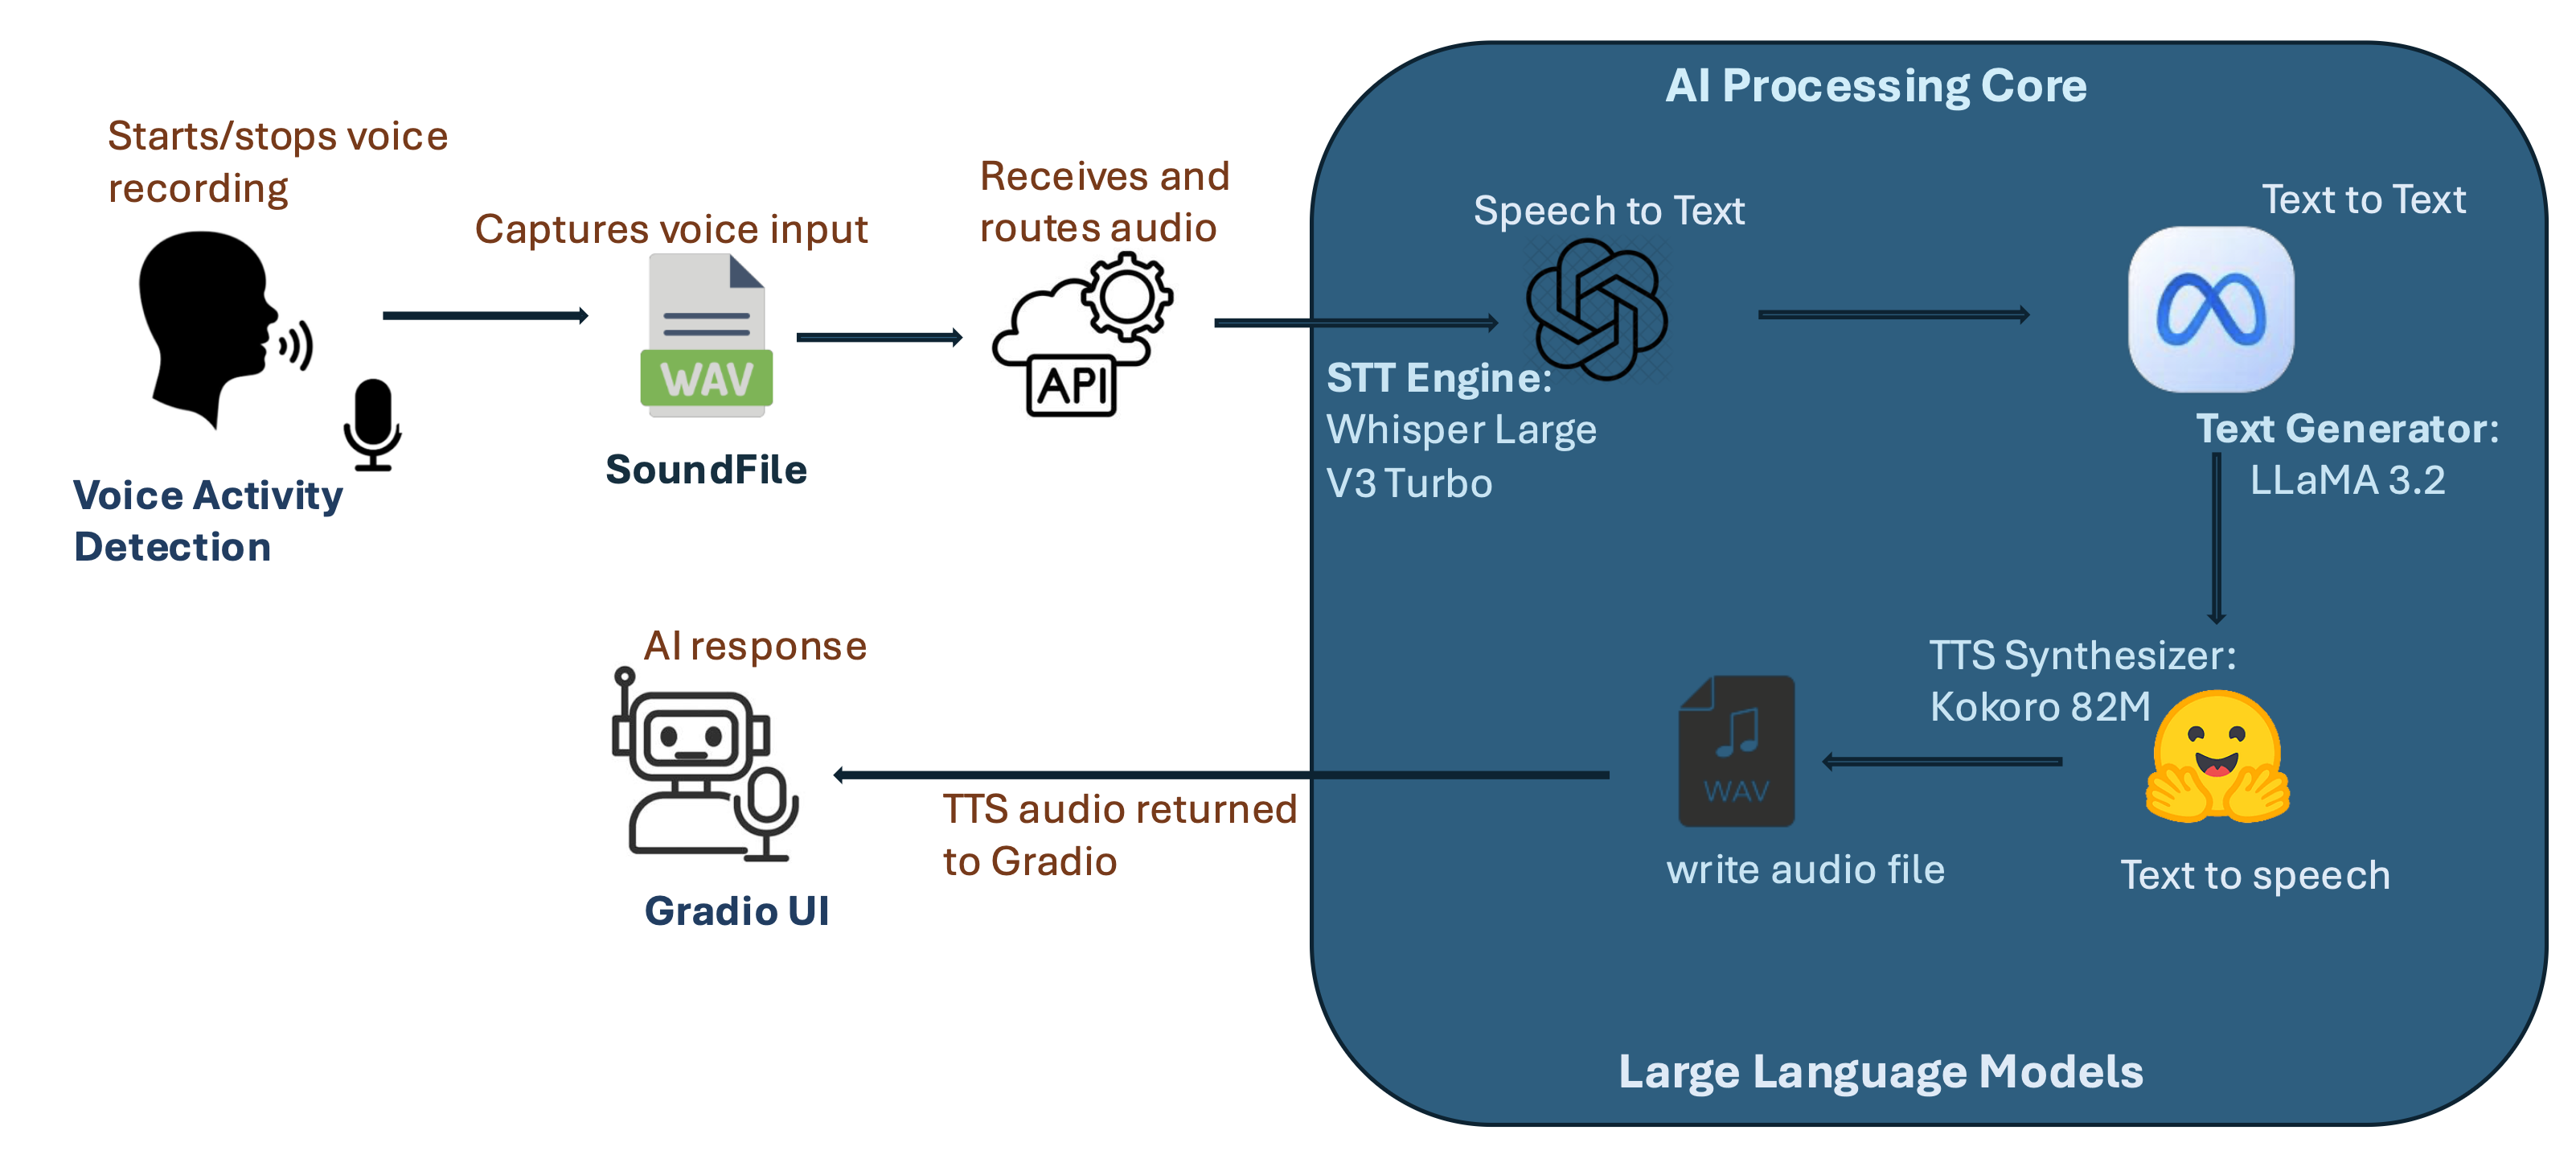 AI Processing Core
Starts/stops voice
recording
Captures voice input
Receives and
routes audio
Speech to Text
Text to Text
WAV
API
STT Engine:
Whisper Large
V3 Turbo
Text Generator:
LLaMA 3.2
SoundFile
Voice Activity
Detection
AI response
TTS Synthesizer:
Kokoro 82M
WAV
TTS audio returned
to Gradio
write audio file
Text to speech
Gradio UI
Large Language Models